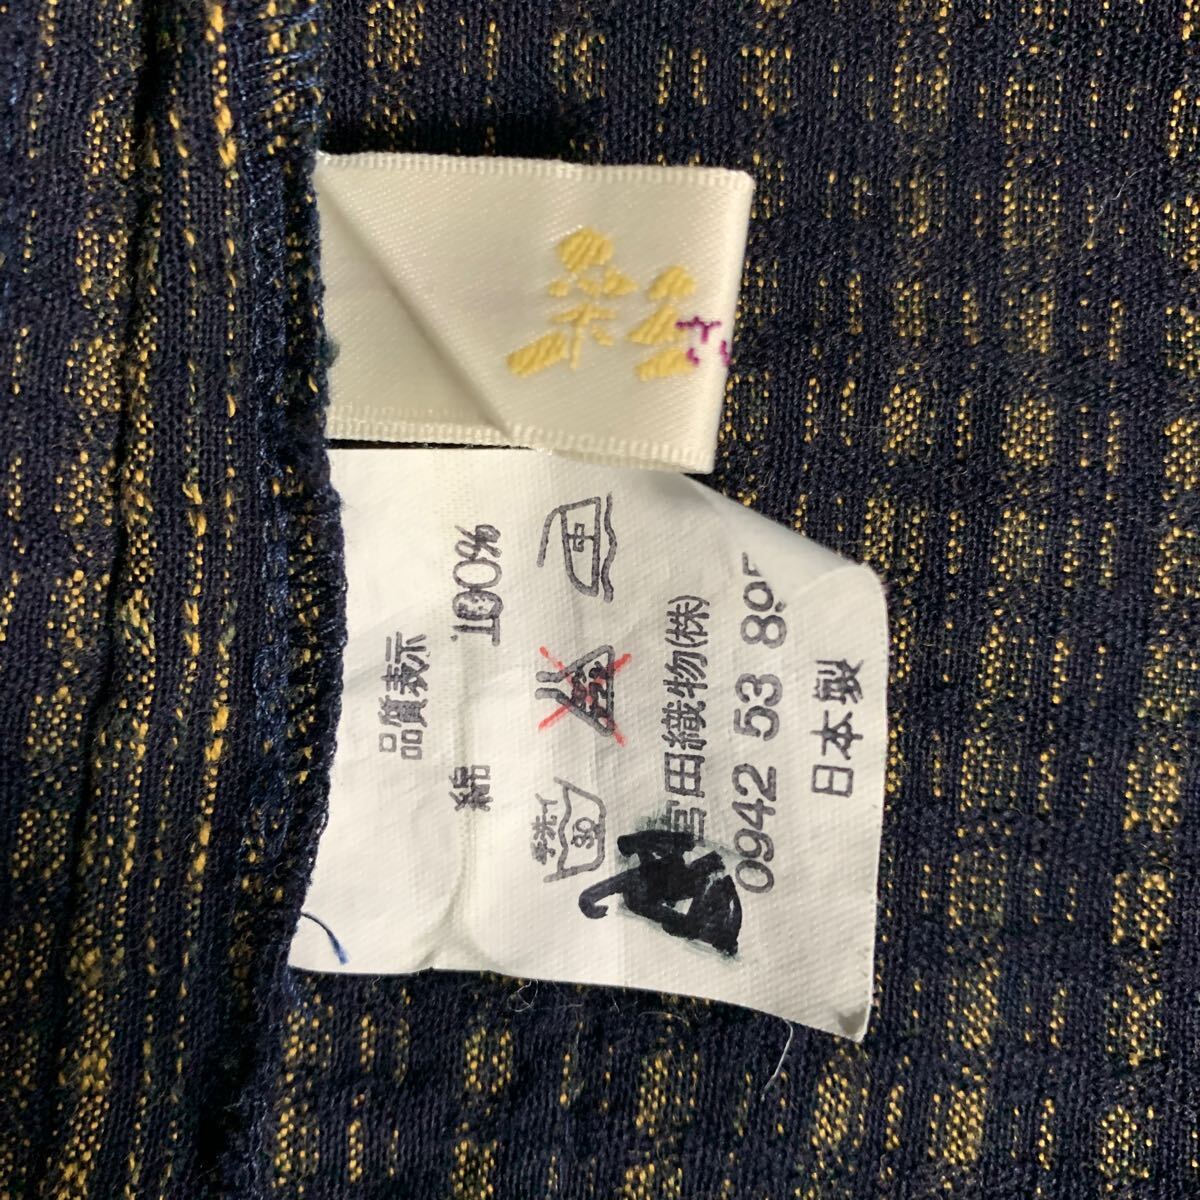 品質表示
綿 100%
手洗イ 30 中
宮田織物(株)
0942 53 89
日本製